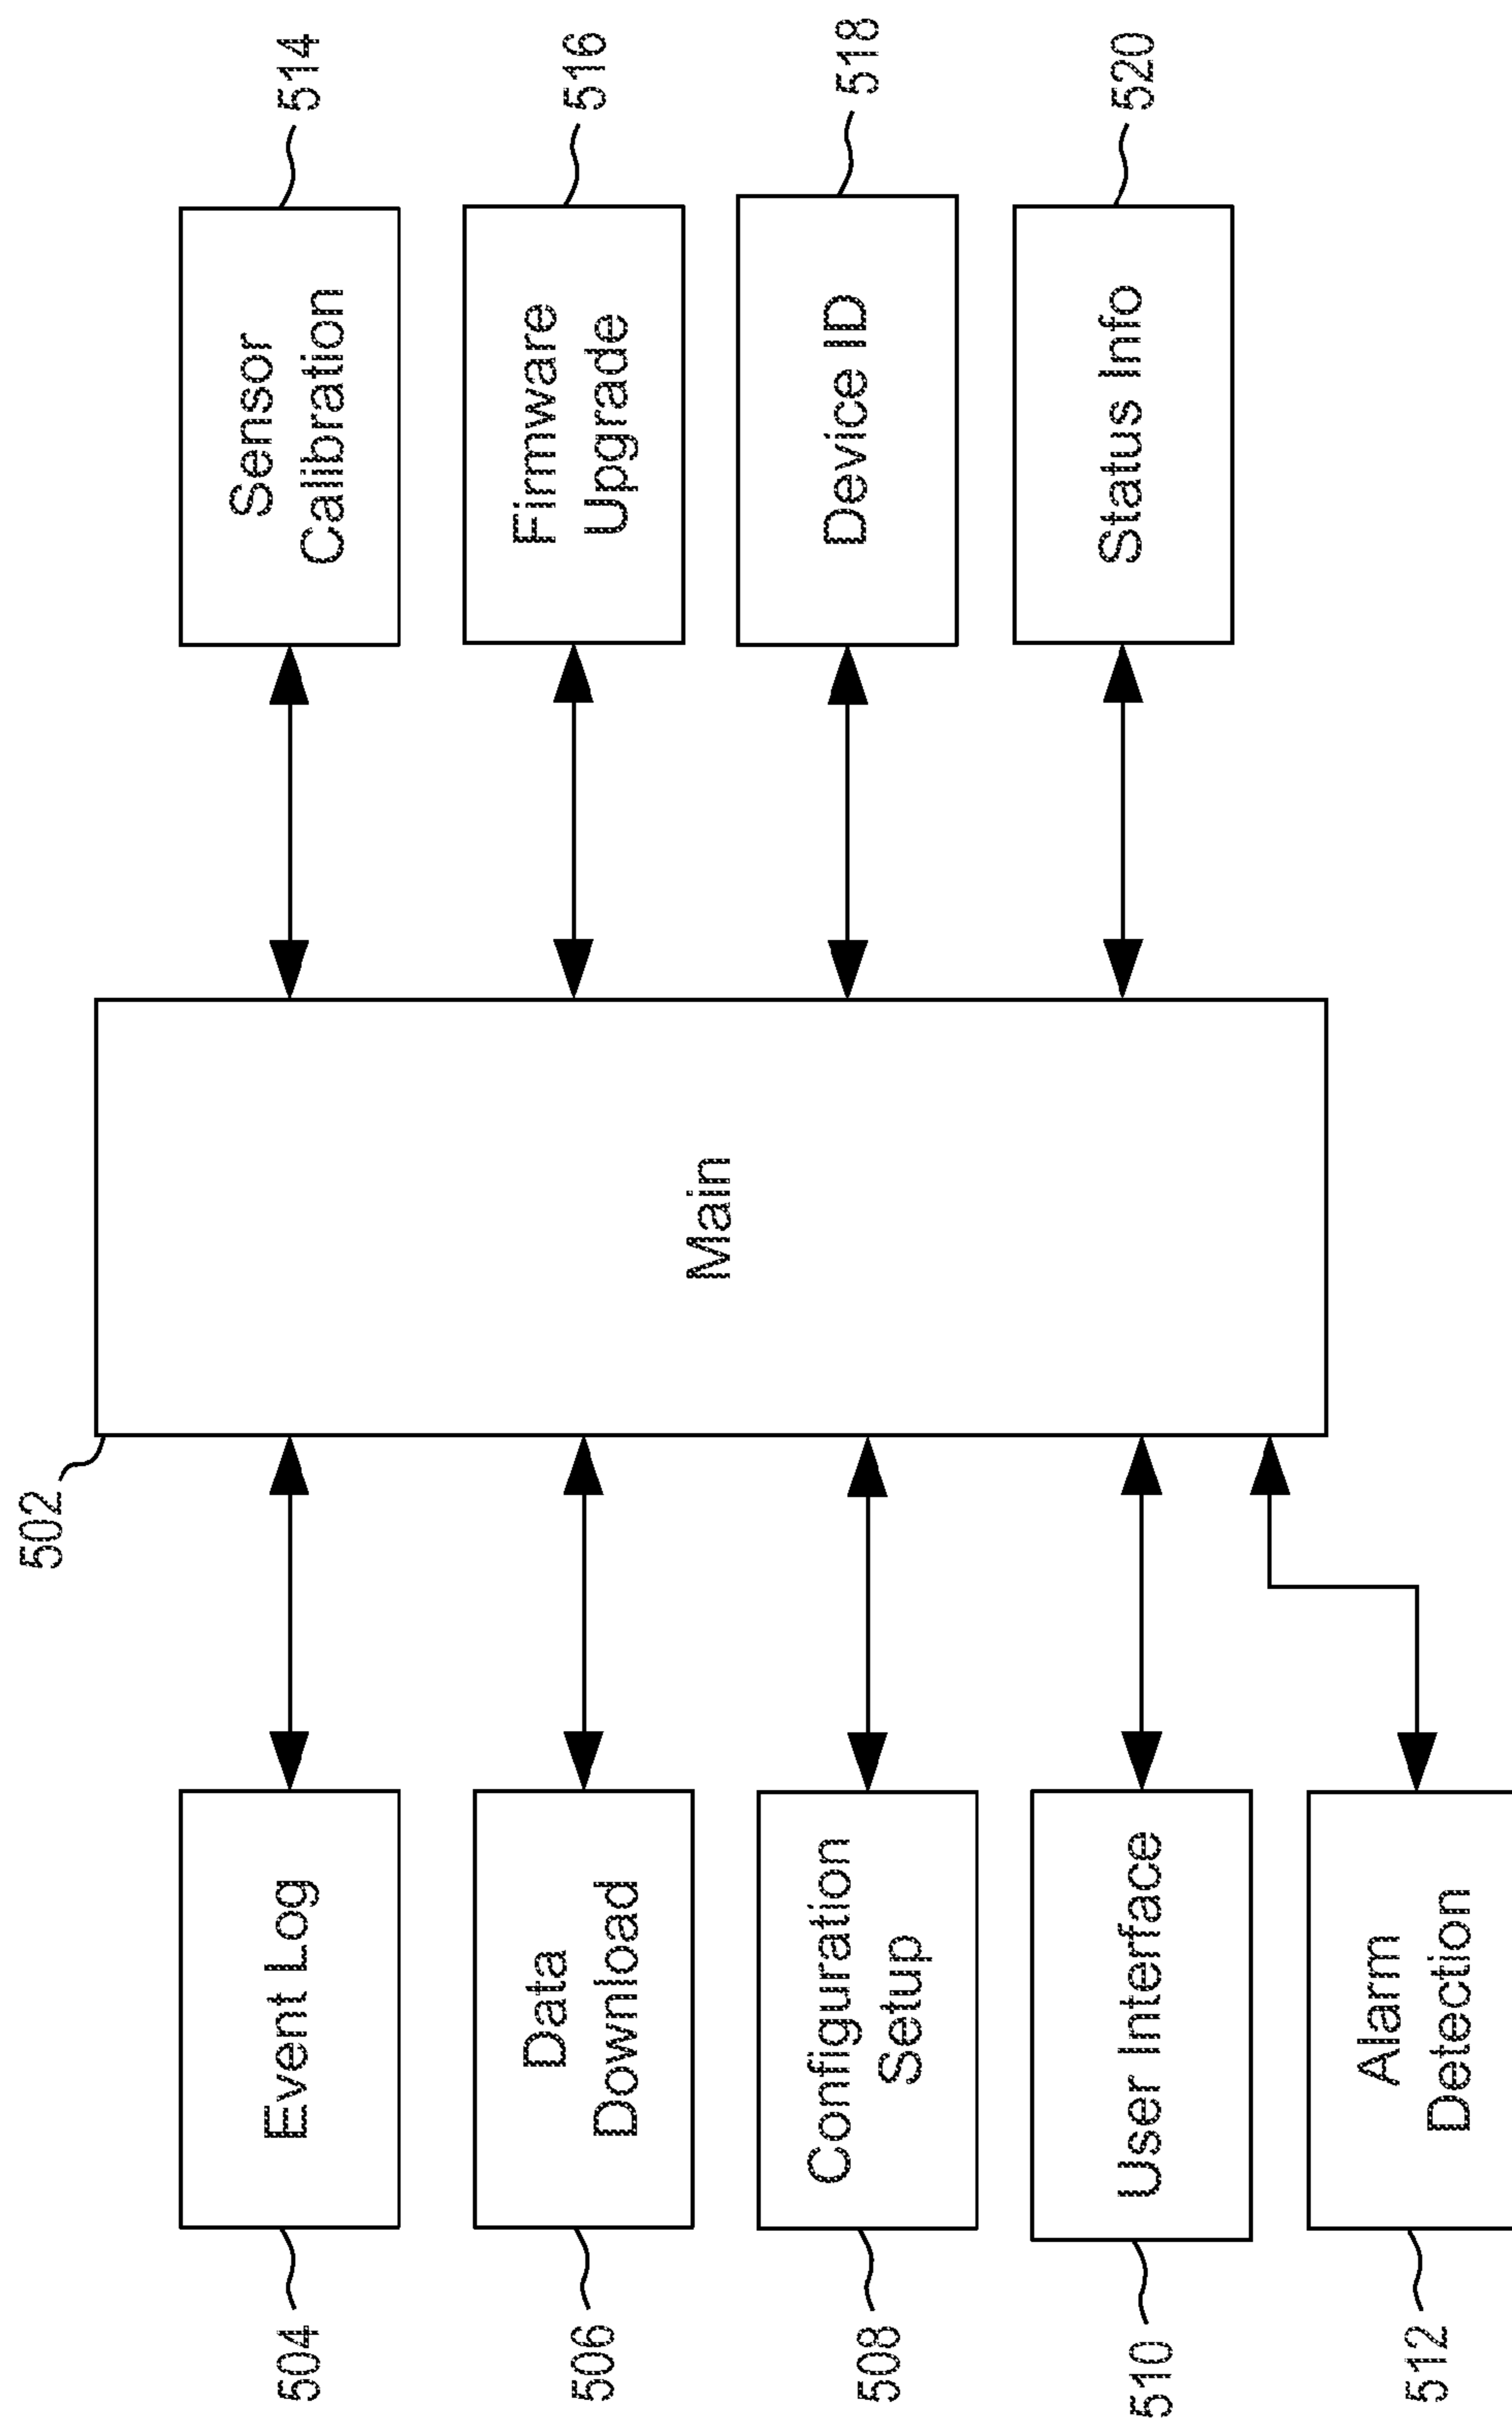 502
Main
504
Event Log
506
Data
Download
508
Configuration
Setup
510
User Interface
512
Alarm
Detection
Sensor
Calibration
514
Firmware
Upgrade
516
Device ID
518
Status Info
520